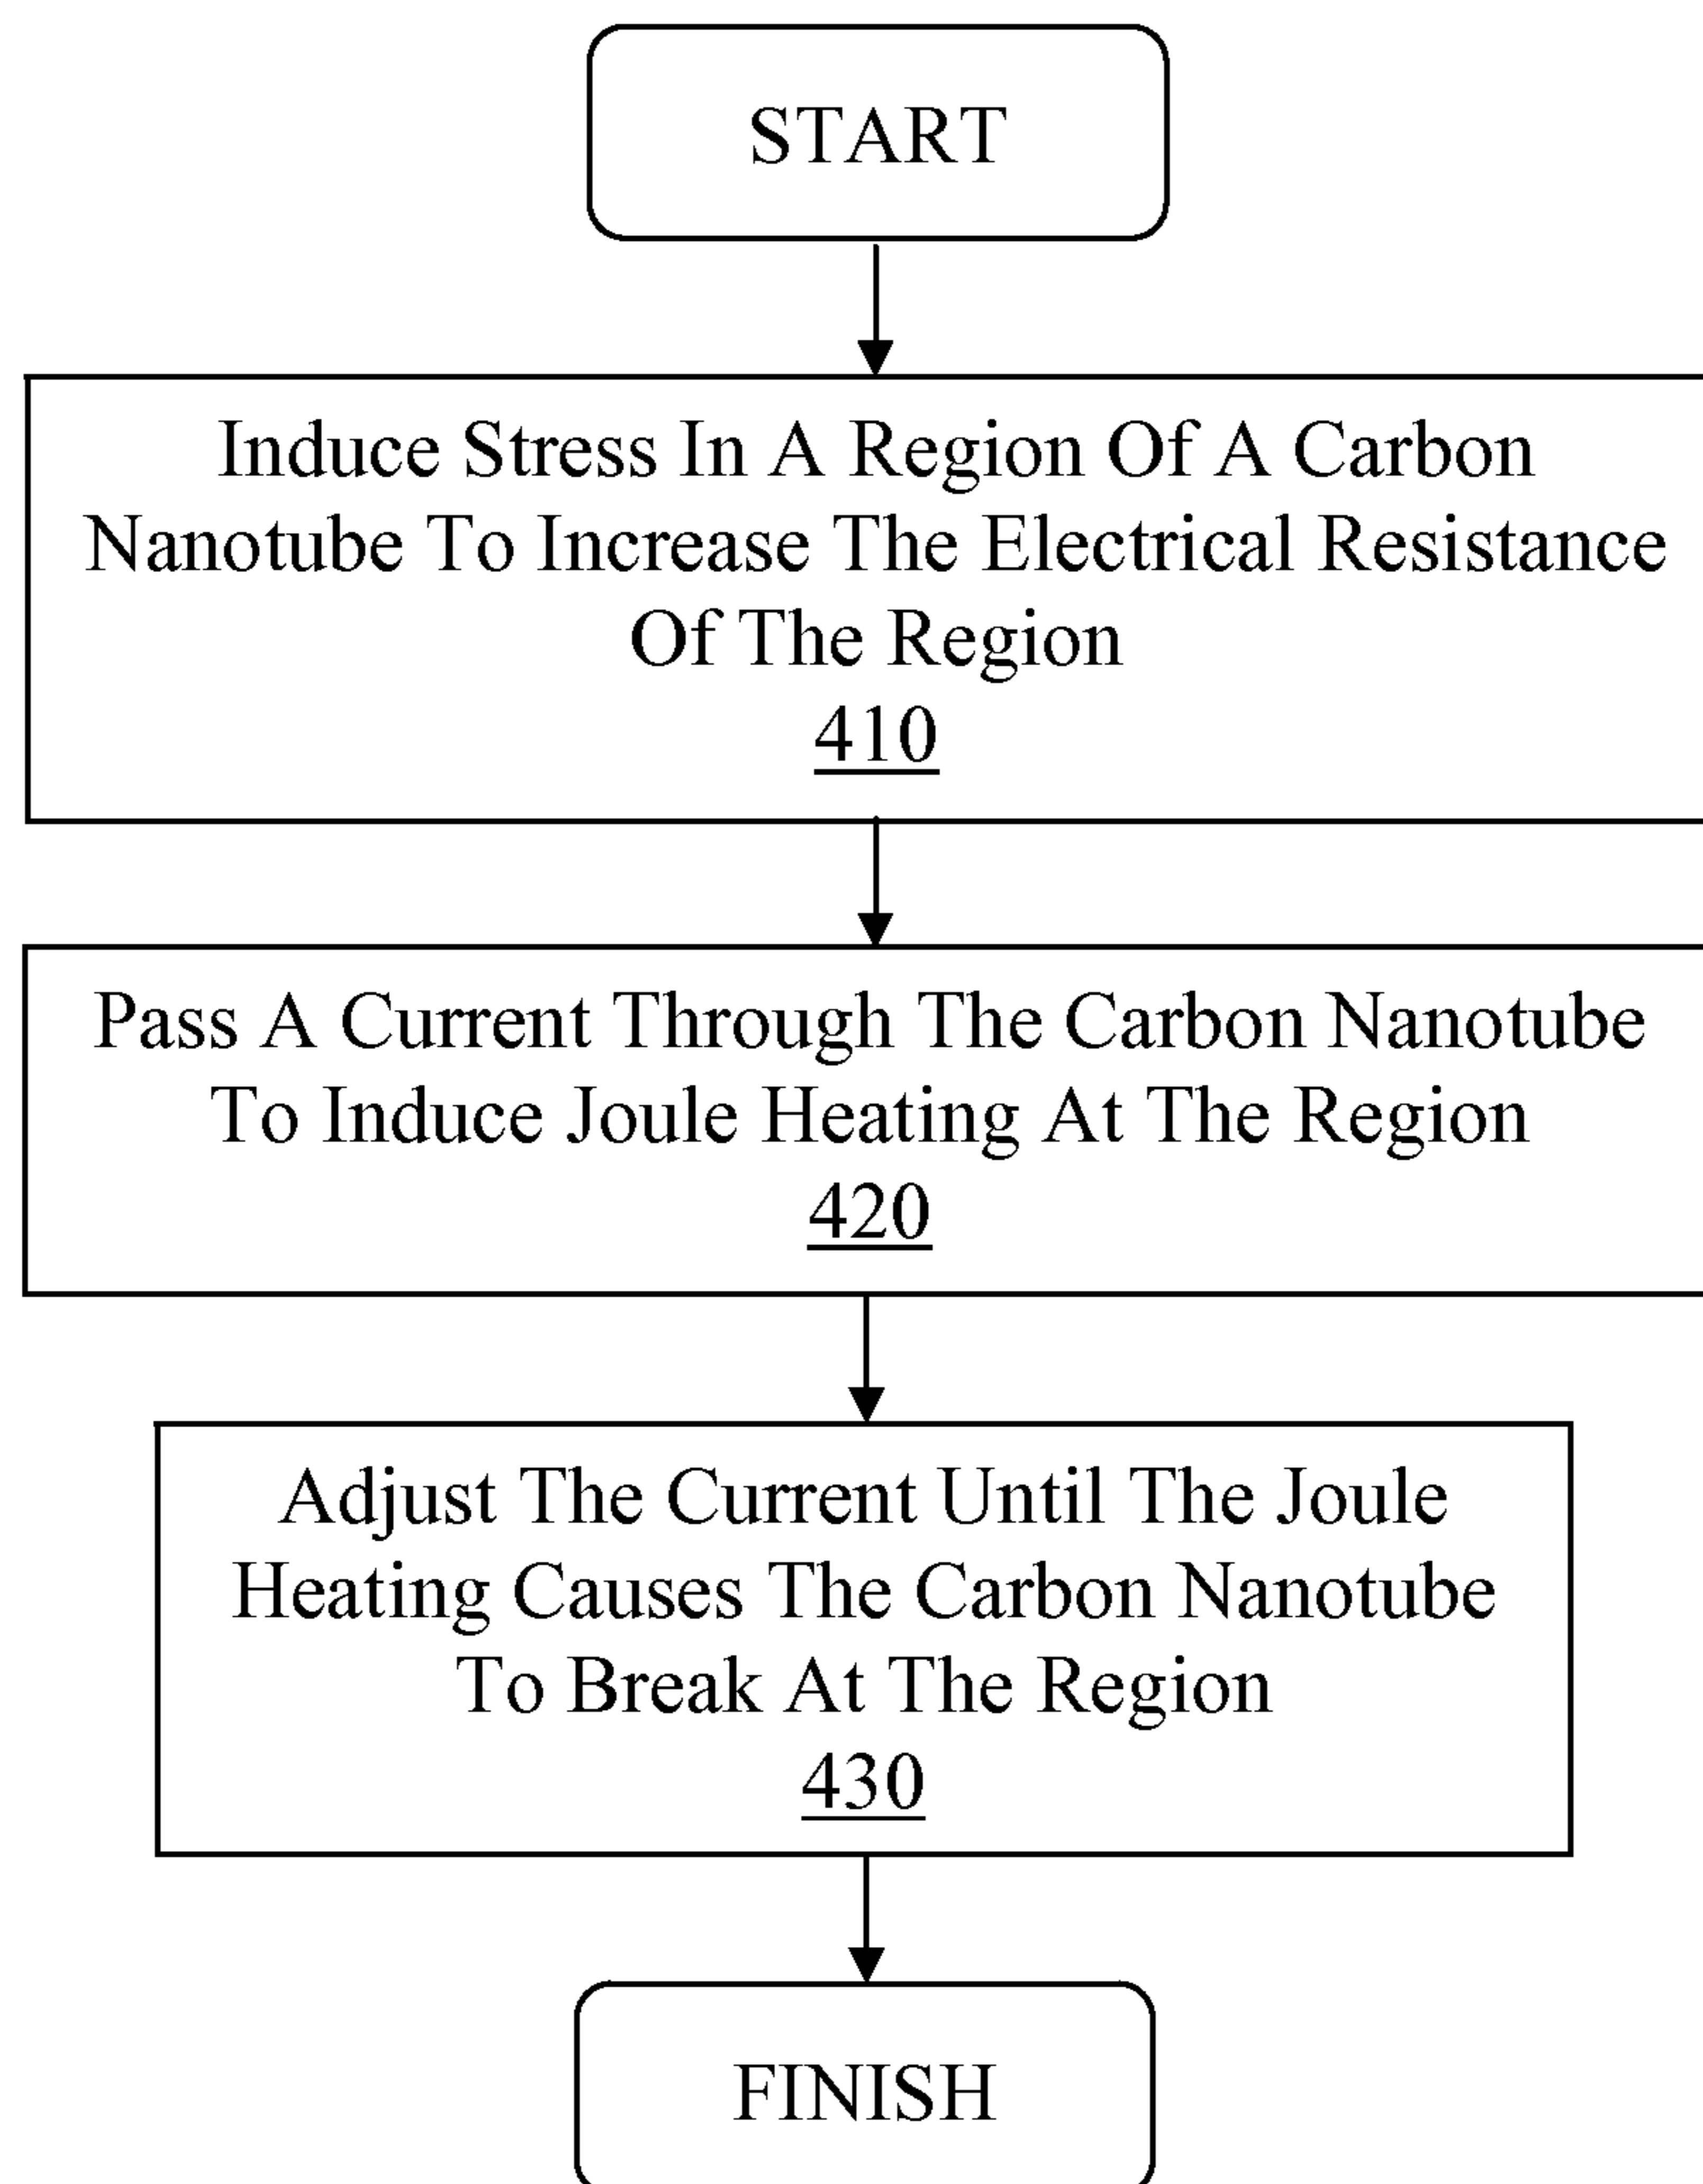 START
Induce Stress In A Region Of A Carbon
Nanotube To Increase The Electrical Resistance
Of The Region
410
Pass A Current Through The Carbon Nanotube
To Induce Joule Heating At The Region
420
Adjust The Current Until The Joule
Heating Causes The Carbon Nanotube
To Break At The Region
430
FINISH